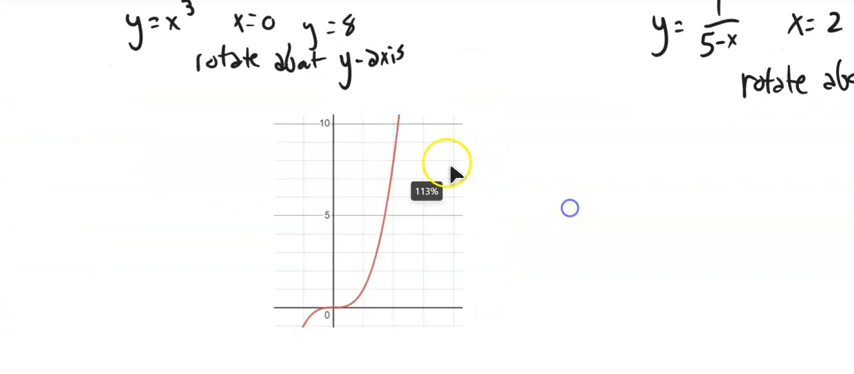 y = x³ x=0 y = 8
rotate about y-axis
10
113%
5
0
y = 1/(5-x) x = 2
rotate abo